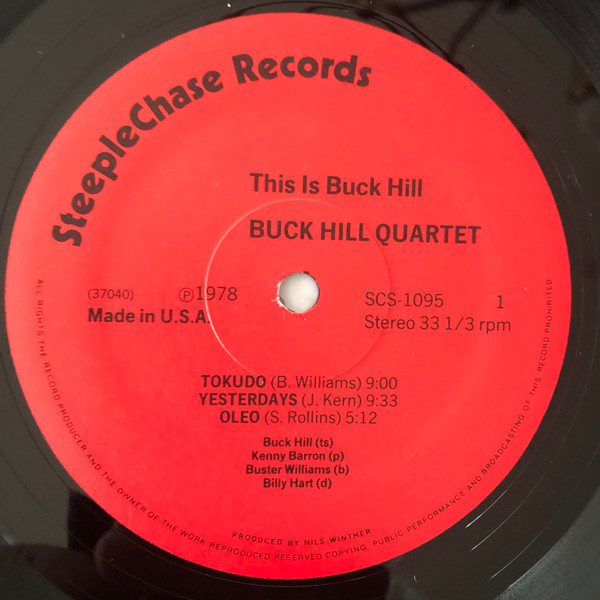 SteepleChase Records
This Is Buck Hill
BUCK HILL QUARTET
(37040) ℗1978
Made in U.S.A.
SCS-1095 1
Stereo 33 1/3 rpm
TOKUDO (B. Williams) 9:00
YESTERDAYS (J. Kern) 9:33
OLEO (S. Rollins) 5:12
Buck Hill (ts)
Kenny Barron (p)
Buster Williams (b)
Billy Hart (d)
PRODUCED BY NILS WINTHER
ALL RIGHTS THE RECORD PRODUCER AND THE OWNER OF THE WORK REPRODUCED RESERVED COPYING, PUBLIC PERFORMANCE AND BROADCASTING OF THIS RECORD PROHIBITED